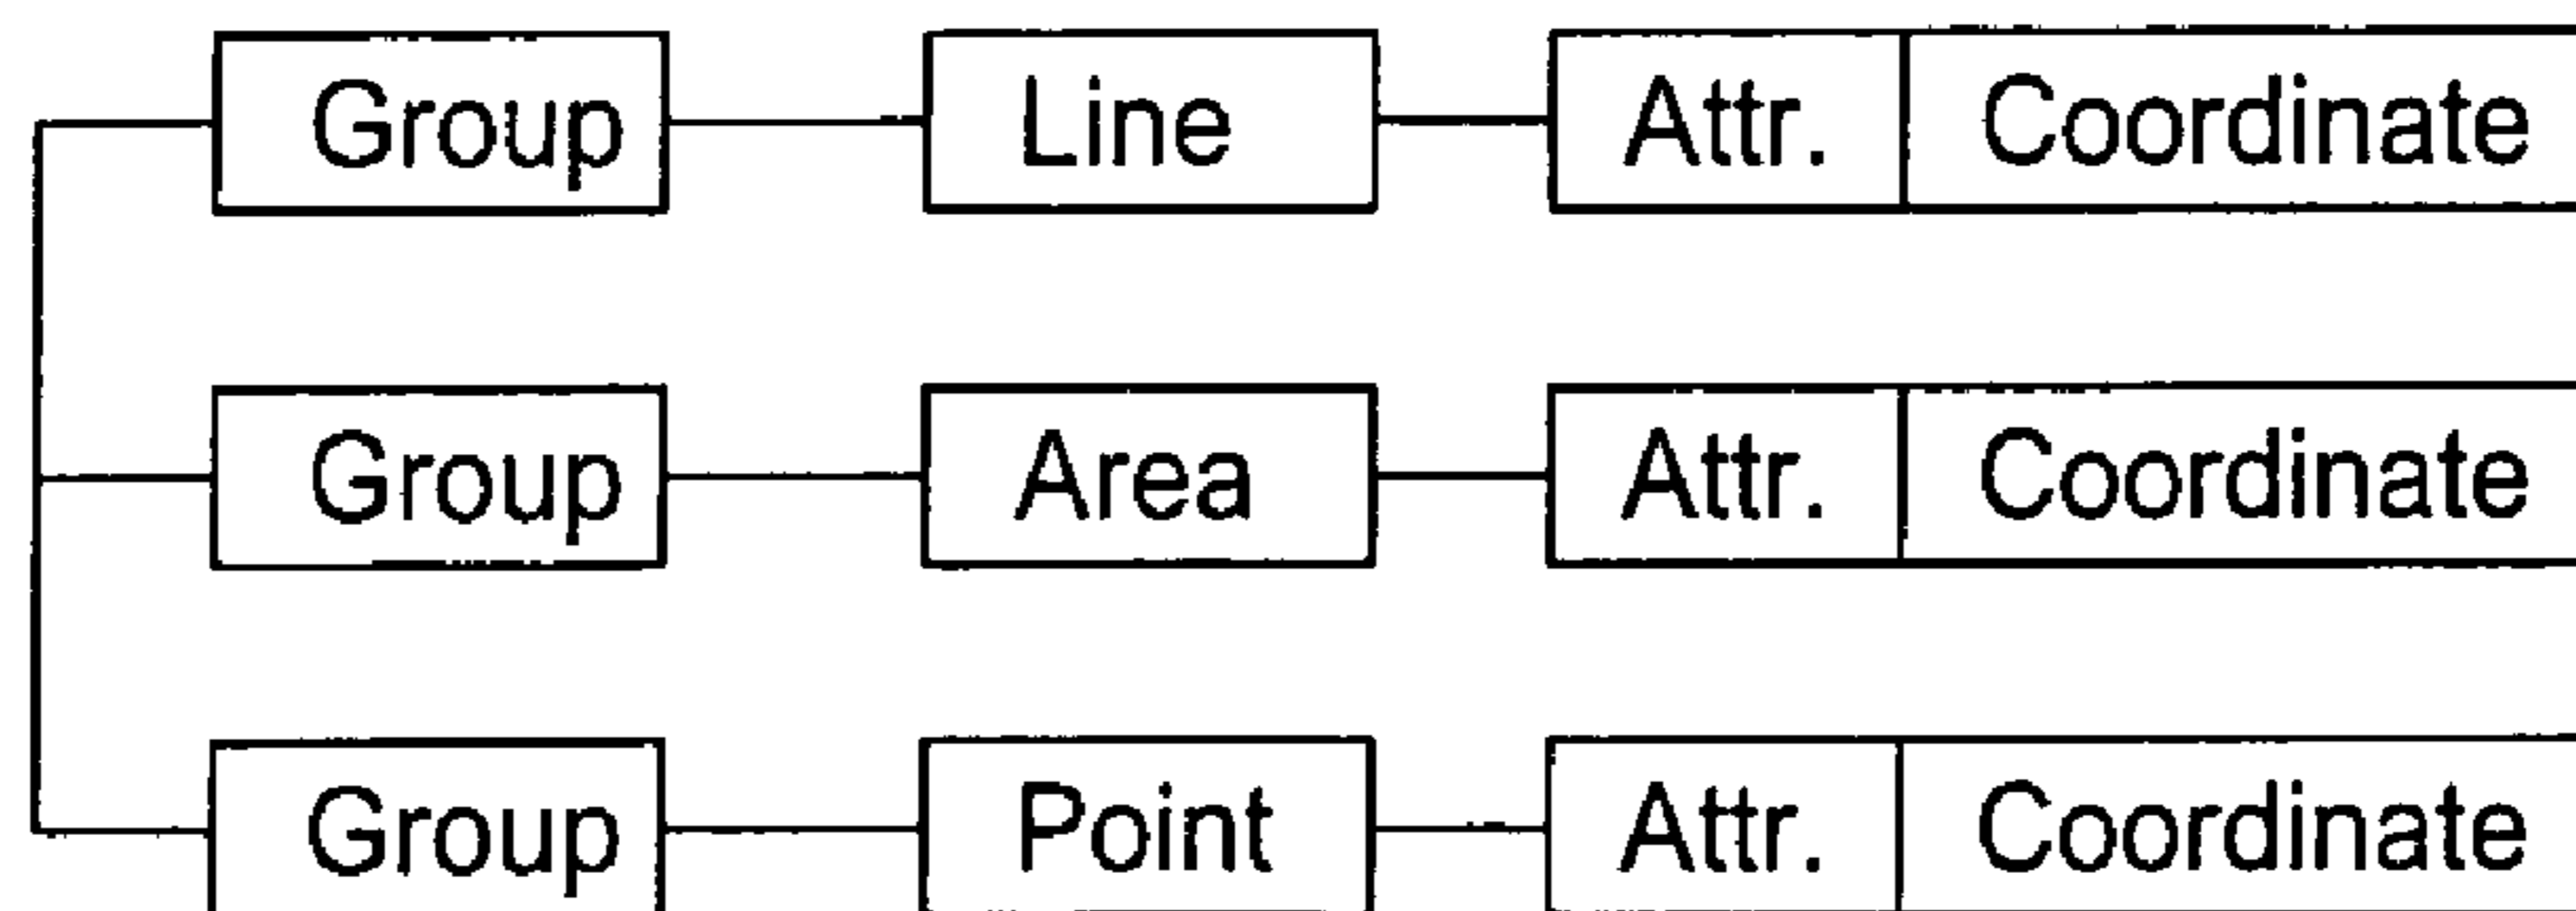 Group Line Attr. Coordinate
Group Area Attr. Coordinate
Group Point Attr. Coordinate